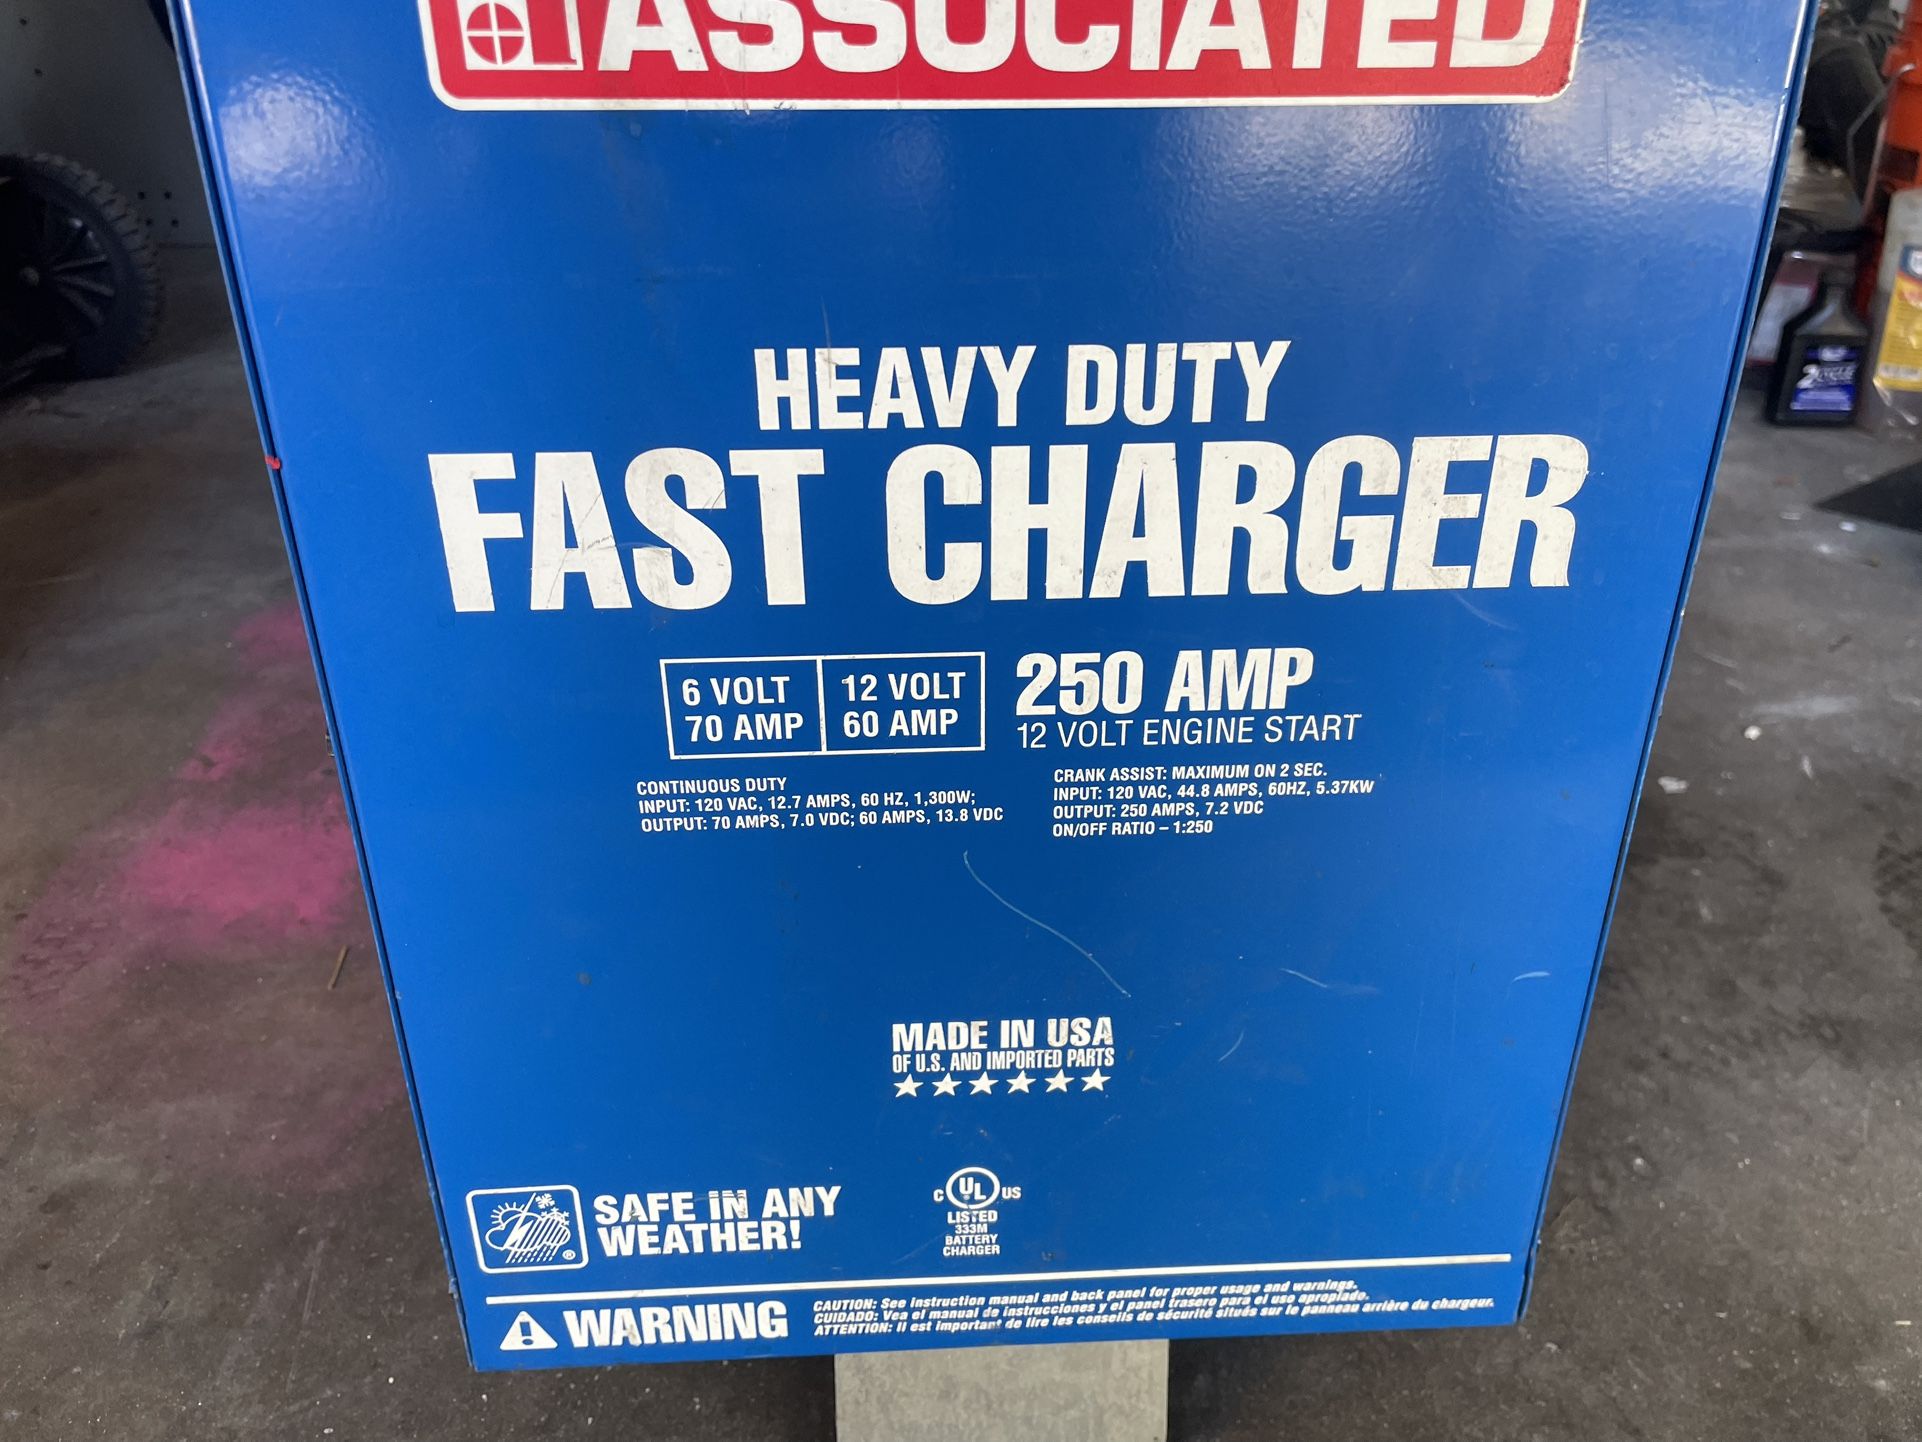 ASSOCIATED
HEAVY DUTY
FAST CHARGER
6 VOLT
70 AMP
12 VOLT
60 AMP
250 AMP
12 VOLT ENGINE START
CONTINUOUS DUTY
INPUT: 120 VAC, 12.7 AMPS, 60 HZ, 1,300W;
OUTPUT: 70 AMPS, 7.0 VDC; 60 AMPS, 13.8 VDC
CRANK ASSIST: MAXIMUM ON 2 SEC.
INPUT: 120 VAC, 44.8 AMPS, 60HZ, 5.37KW
OUTPUT: 250 AMPS, 7.2 VDC
ON/OFF RATIO – 1:250
MADE IN USA
OF U.S. AND IMPORTED PARTS
SAFE IN ANY
WEATHER!
®
C UL US
LISTED
333M
BATTERY
CHARGER
WARNING
CAUTION: See instruction manual and back panel for proper usage and warnings.
CUIDADO: Vea el manual de instrucciones y el panel trasero para el uso apropiado.
ATTENTION: Il est important de lire les conseils de sécurité situés sur le panneau arrière du chargeur.
2